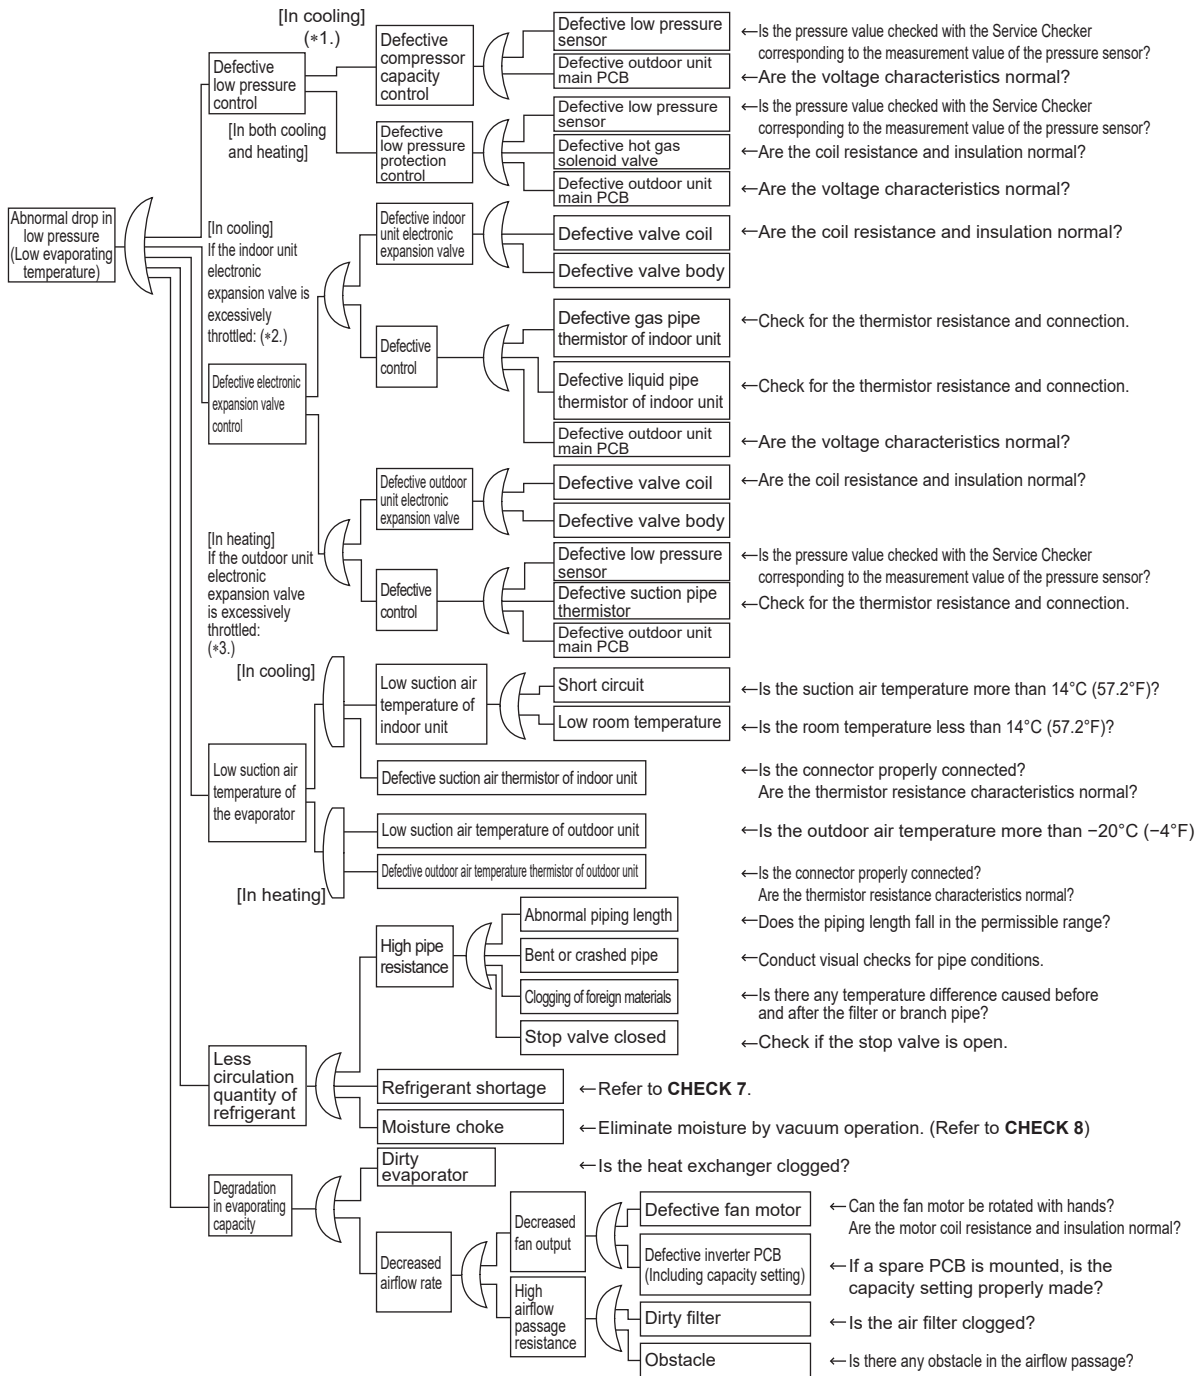 [In cooling]
(*1.)
Defective
low pressure
control
[In both cooling
and heating]
Defective
compressor
capacity
control
Defective low pressure
sensor
←Is the pressure value checked with the Service Checker
corresponding to the measurement value of the pressure sensor?
Defective outdoor unit
main PCB
←Are the voltage characteristics normal?
Defective
low pressure
protection
control
Defective low pressure
sensor
←Is the pressure value checked with the Service Checker
corresponding to the measurement value of the pressure sensor?
Defective hot gas
solenoid valve
←Are the coil resistance and insulation normal?
Defective outdoor unit
main PCB
←Are the voltage characteristics normal?
Abnormal drop in
low pressure
(Low evaporating
temperature)
[In cooling]
If the indoor unit
electronic
expansion valve is
excessively
throttled: (*2.)
Defective electronic
expansion valve
control
Defective indoor
unit electronic
expansion valve
Defective valve coil
←Are the coil resistance and insulation normal?
Defective valve body
Defective
control
Defective gas pipe
thermistor of indoor unit
←Check for the thermistor resistance and connection.
Defective liquid pipe
thermistor of indoor unit
←Check for the thermistor resistance and connection.
Defective outdoor unit
main PCB
←Are the voltage characteristics normal?
[In heating]
If the outdoor unit
electronic
expansion valve
is excessively
throttled:
(*3.)
Defective outdoor
unit electronic
expansion valve
Defective valve coil
←Are the coil resistance and insulation normal?
Defective valve body
Defective
control
Defective low pressure
sensor
←Is the pressure value checked with the Service Checker
corresponding to the measurement value of the pressure sensor?
Defective suction pipe
thermistor
←Check for the thermistor resistance and connection.
Defective outdoor unit
main PCB
[In cooling]
Low suction air
temperature of
the evaporator
Low suction air
temperature of
indoor unit
Short circuit
←Is the suction air temperature more than 14°C (57.2°F)?
Low room temperature
←Is the room temperature less than 14°C (57.2°F)?
Defective suction air thermistor of indoor unit
←Is the connector properly connected?
Are the thermistor resistance characteristics normal?
Low suction air temperature of outdoor unit
←Is the outdoor air temperature more than −20°C (−4°F)
Defective outdoor air temperature thermistor of outdoor unit
←Is the connector properly connected?
Are the thermistor resistance characteristics normal?
[In heating]
Less
circulation
quantity of
refrigerant
High pipe
resistance
Abnormal piping length
←Does the piping length fall in the permissible range?
Bent or crashed pipe
←Conduct visual checks for pipe conditions.
Clogging of foreign materials
←Is there any temperature difference caused before
and after the filter or branch pipe?
Stop valve closed
←Check if the stop valve is open.
Refrigerant shortage
←Refer to CHECK 7.
Moisture choke
←Eliminate moisture by vacuum operation. (Refer to CHECK 8)
Degradation
in evaporating
capacity
Dirty
evaporator
←Is the heat exchanger clogged?
Decreased
airflow rate
Decreased
fan output
Defective fan motor
←Can the fan motor be rotated with hands?
Are the motor coil resistance and insulation normal?
Defective inverter PCB
(Including capacity setting)
←If a spare PCB is mounted, is the
capacity setting properly made?
High
airflow
passage
resistance
Dirty filter
←Is the air filter clogged?
Obstacle
←Is there any obstacle in the airflow passage?